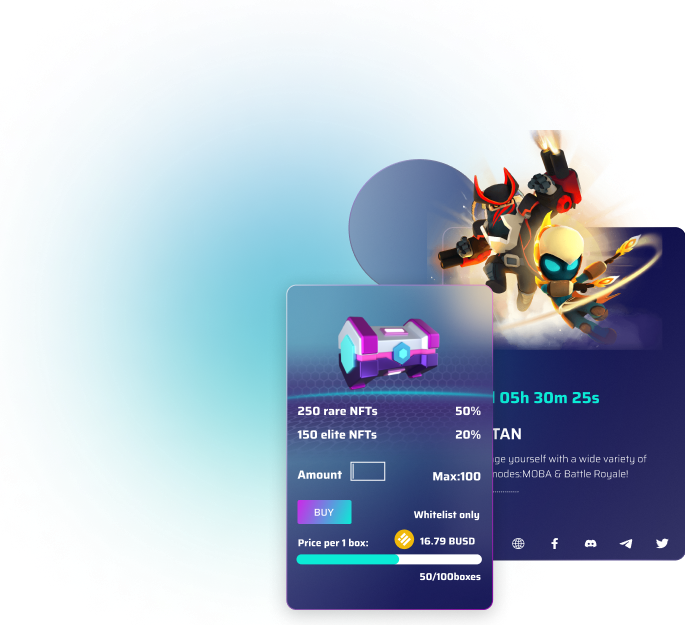 05h 30m 25s
TAN
yourself with a wide variety of
modes:MOBA & Battle Royale!
250 rare NFTs 50%
150 elite NFTs 20%
Amount Max:100
BUY Whitelist only
Price per 1 box: 16.79 BUSD
50/100boxes